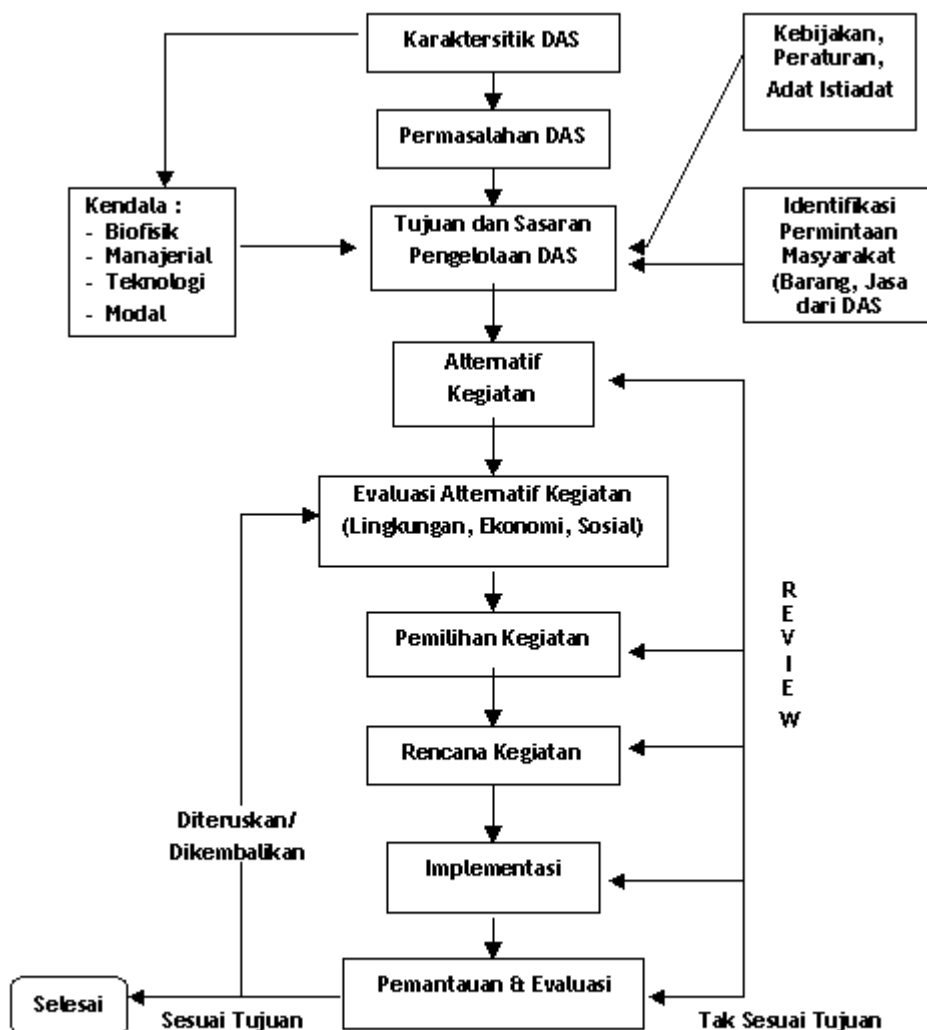 Karaktersitik DAS
Kebijakan,
Peraturan,
Adat Istiadat
Permasalahan DAS
Kendala :
- Biofisik
- Manajerial
- Teknologi
- Modal
Tujuan dan Sasaran
Pengelolaan DAS
Identifikasi
Permintaan
Masyarakat
(Barang, Jasa
dari DAS
Alternatif
Kegiatan
Evaluasi Alternatif Kegiatan
(Lingkungan, Ekonomi, Sosial)
REVIEW
Pemilihan Kegiatan
Rencana Kegiatan
Diteruskan/
Dikembalikan
Implementasi
Pemantauan & Evaluasi
Selesai
Sesuai Tujuan
Tak Sesuai Tujuan